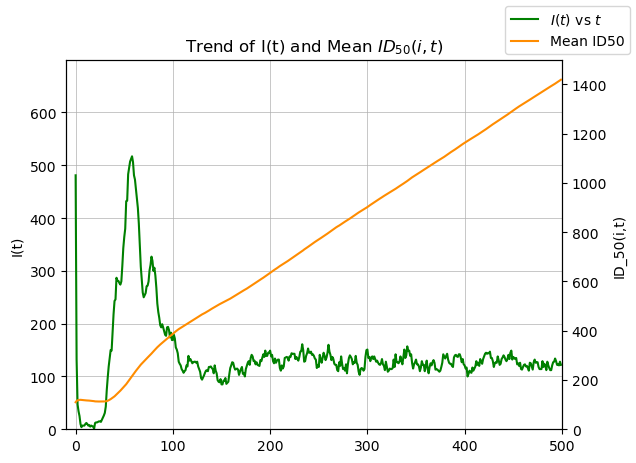 I(t) vs t
Mean ID50
Trend of I(t) and Mean ID₅₀(i, t)
600
500
400
300
200
100
0
I(t)
1400
1200
1000
800
600
400
200
0
ID_50(i,t)
0 100 200 300 400 500